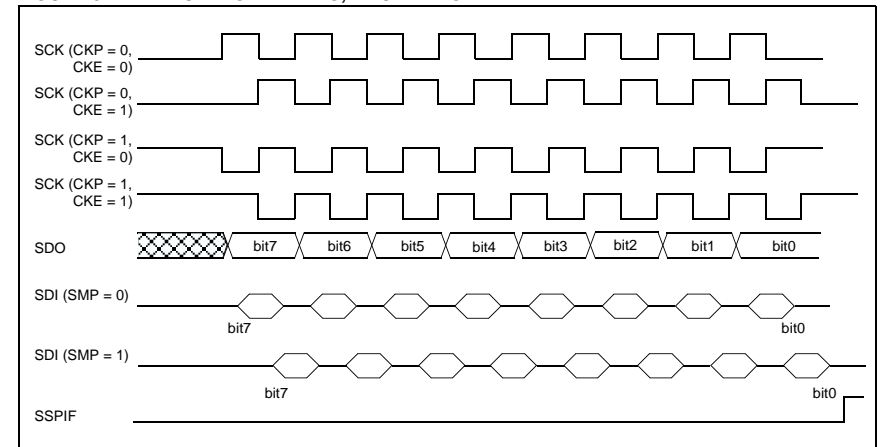 SCK (CKP = 0,
CKE = 0)
SCK (CKP = 0,
CKE = 1)
SCK (CKP = 1,
CKE = 0)
SCK (CKP = 1,
CKE = 1)
SDO bit7 bit6 bit5 bit4 bit3 bit2 bit1 bit0
SDI (SMP = 0)
bit7 bit0
SDI (SMP = 1)
bit7 bit0
SSPIF